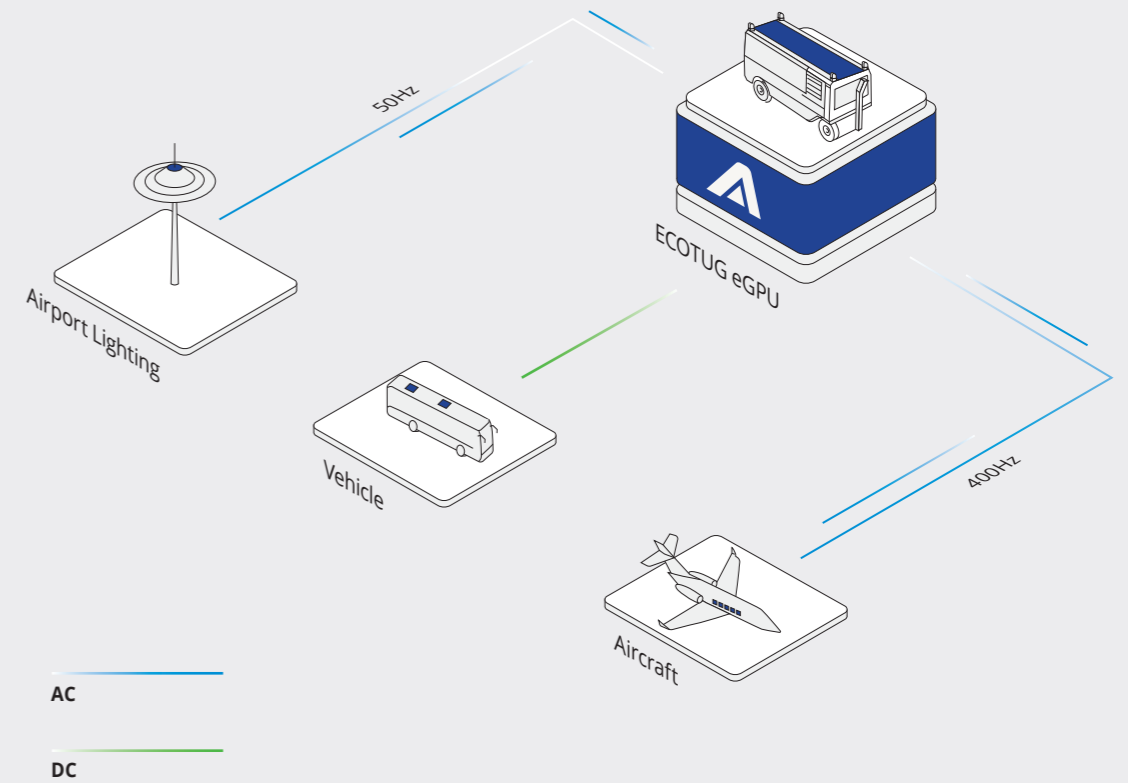 50Hz
ECOTUG eGPU
Airport Lighting
Vehicle
400Hz
Aircraft
AC
DC